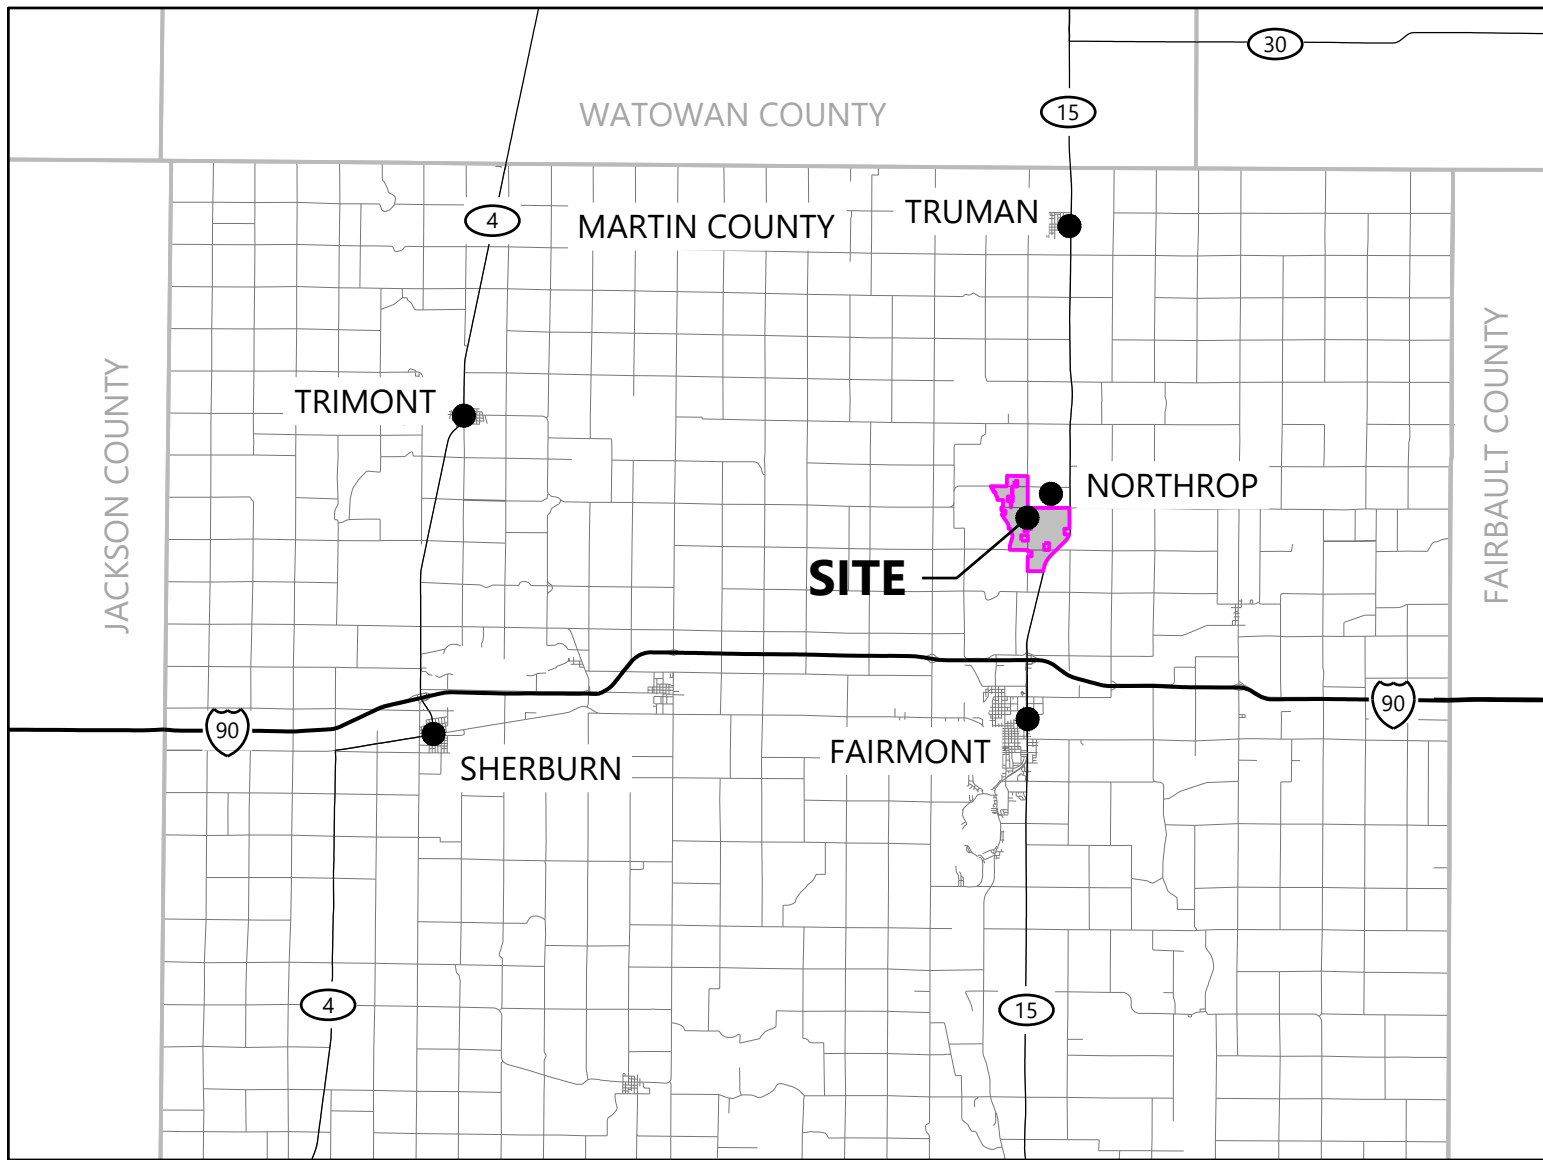 30
WATOWAN COUNTY
15
4
MARTIN COUNTY
TRUMAN
JACKSON COUNTY
FAIRBAULT COUNTY
TRIMONT
NORTHROP
SITE
90
90
SHERBURN
FAIRMONT
4
15